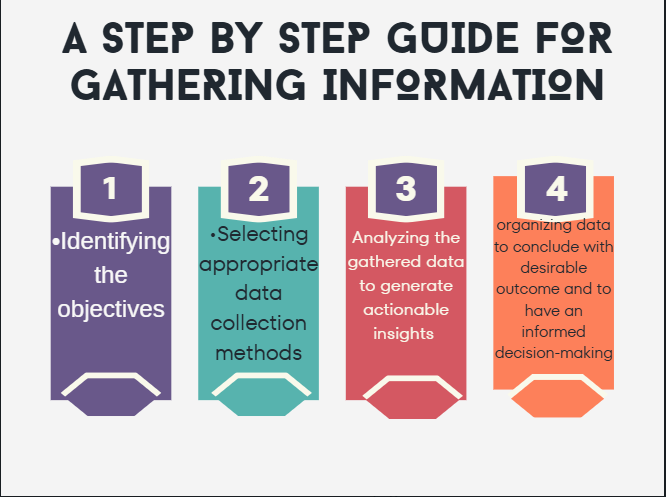 A STEP BY STEP GUIDE FOR
GATHERING INFORMATION
1
•Identifying
the
objectives
2
•Selecting
appropriate
data
collection
methods
3
Analyzing the
gathered data
to generate
actionable
insights
4
organizing data
to conclude with
desirable
outcome and to
have an
informed
decision-making